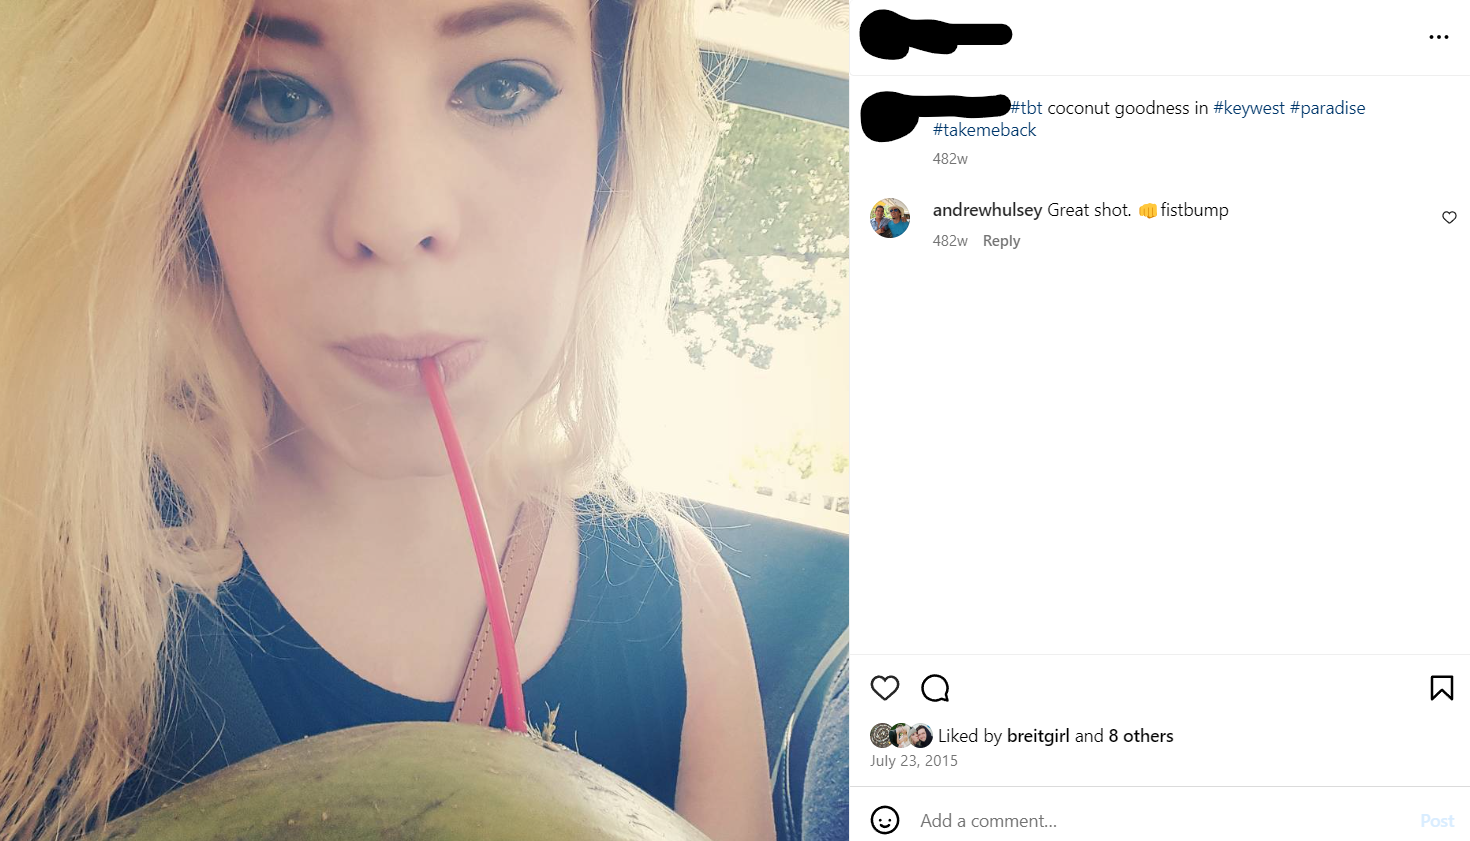 #tbt coconut goodness in #keywest #paradise
#takemeback
482w
andrewhulsey Great shot. 👊fistbump
482w Reply
Liked by breitgirl and 8 others
July 23, 2015
Add a comment...
Post